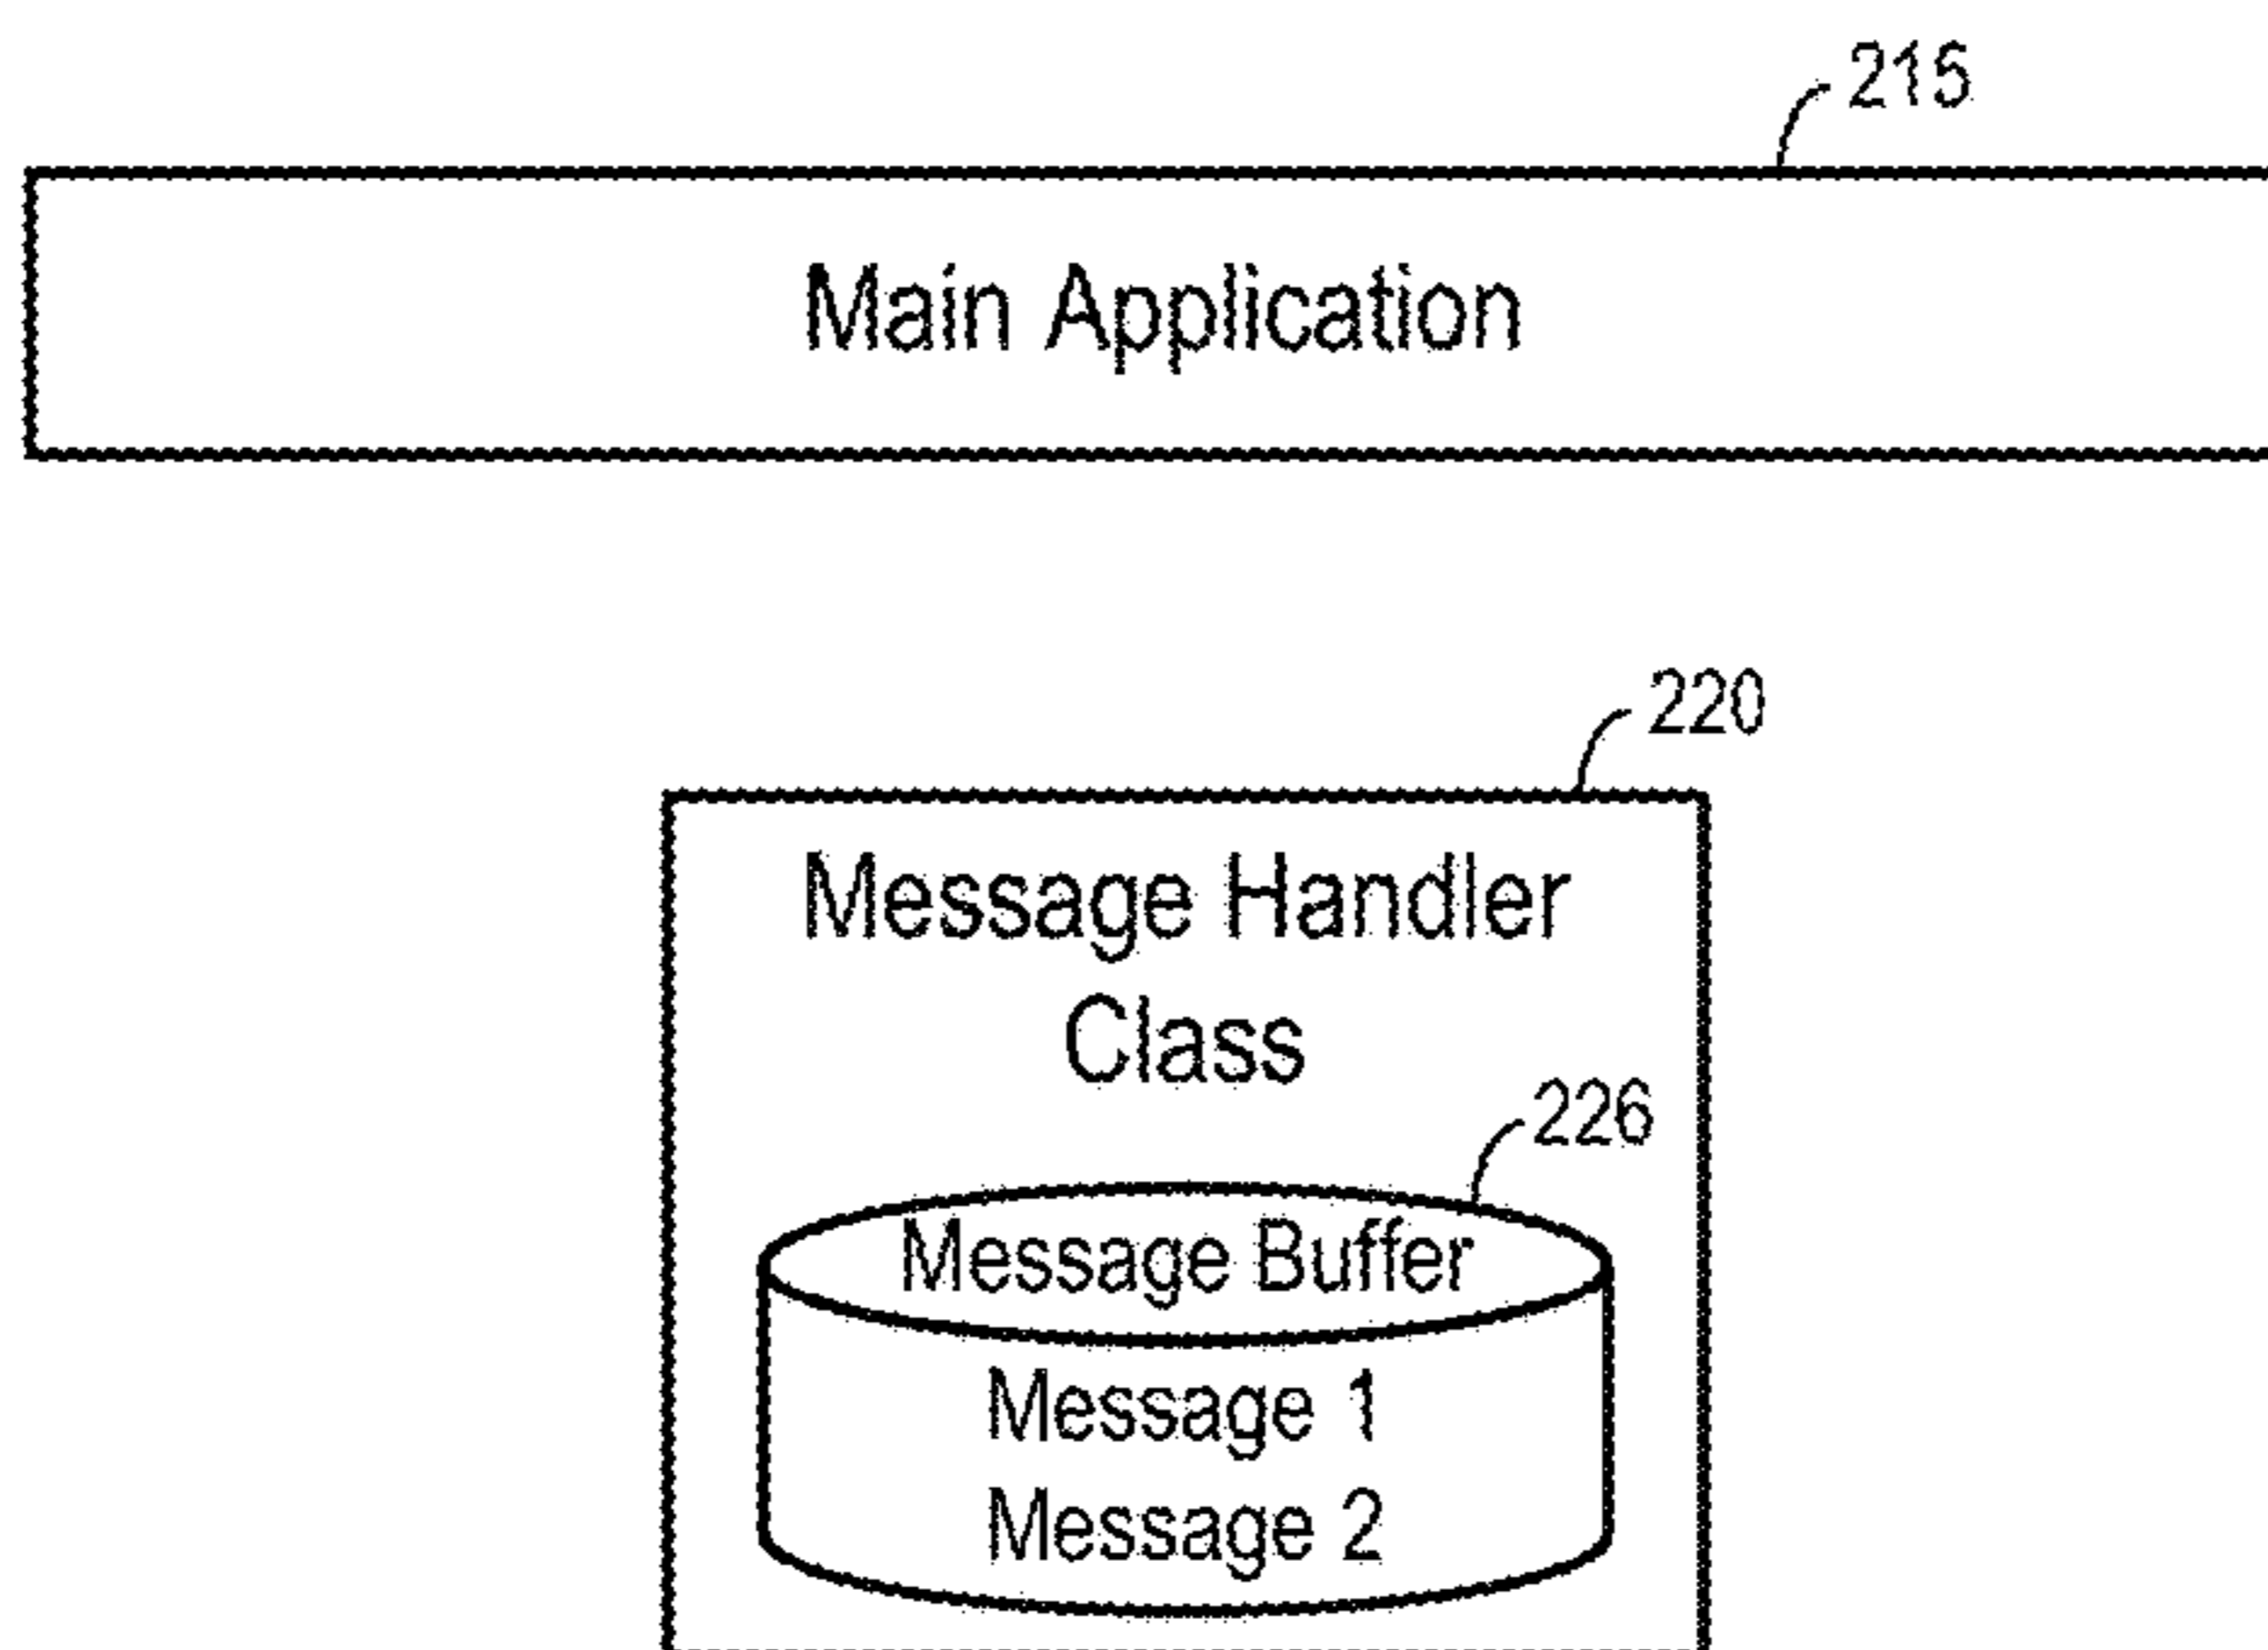 215
Main Application
220
Message Handler
Class
226
Message Buffer
Message 1
Message 2